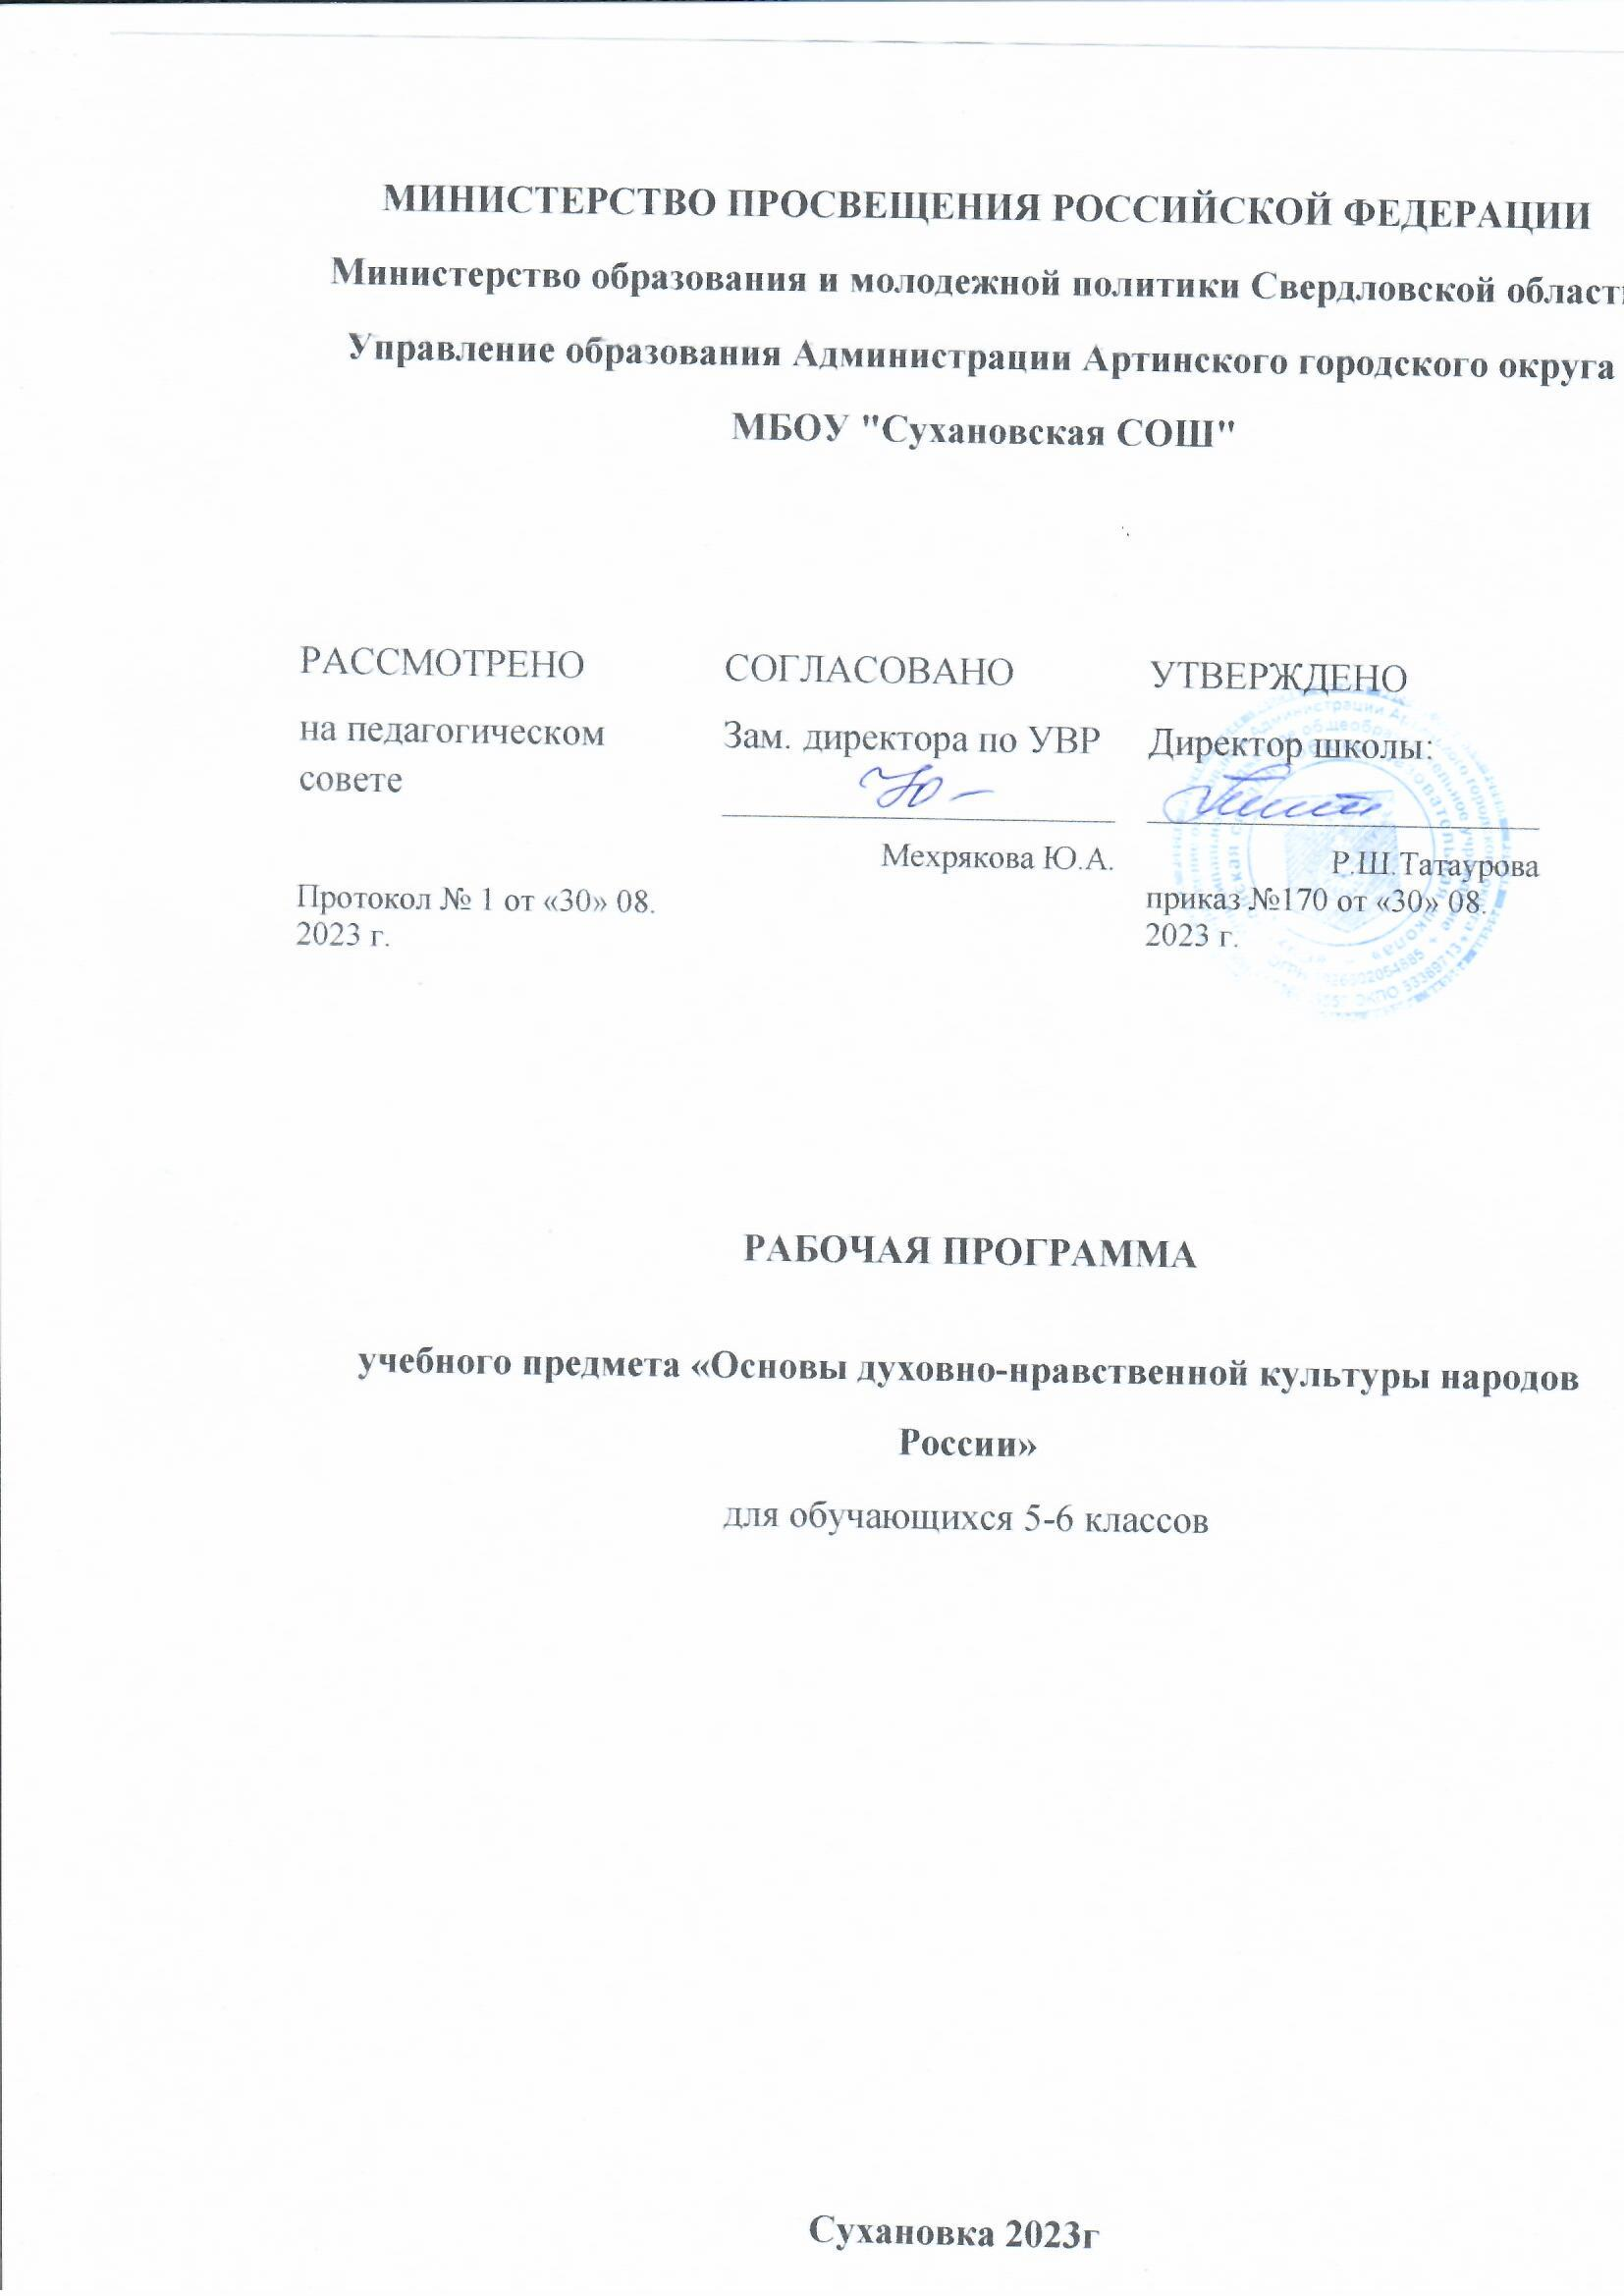 МИНИСТЕРСТВО ПРОСВЕЩЕНИЯ РОССИЙСКОЙ ФЕДЕРАЦИИ
Министерство образования и молодежной политики Свердловской област
Управление образования Администрации Артинского городского округа
МБОУ "Сухановская СОШ"
РАССМОТРЕНО
на педагогическом
совете
Протокол № 1 от «30» 08.
2023 г.
СОГЛАСОВАНО
Зам. директора по УВР
Мехрякова Ю.А.
УТВЕРЖДЕНО
Директор школы:
Р.Ш.Татаурова
приказ №170 от «30» 08.
2023 г.
РАБОЧАЯ ПРОГРАММА
учебного предмета «Основы духовно-нравственной культуры народов
России»
для обучающихся 5-6 классов
Сухановка 2023г